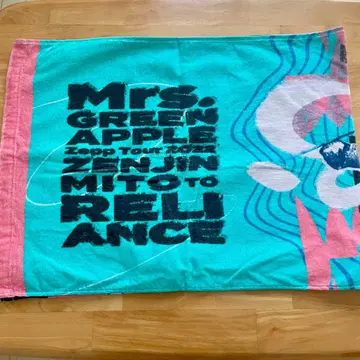 Mrs.
GREEN
APPLE
Zepp Tour 2022
ZENJIN
MITO TO
RELI
ANCE